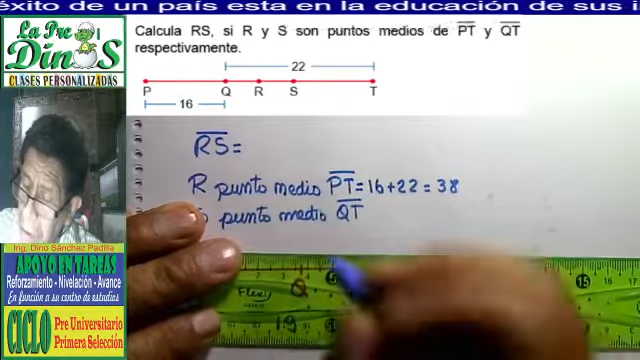 éxito de un país esta en la educación de sus
La Pre
DinoS
CLASES PERSONALIZADAS
Calcula RS, si R y S son puntos medios de PT y QT
respectivamente.
22
P Q R S T
16
RS=
R punto medio PT=16+22=38
S punto medio QT
Ing. Dino Sánchez Padilla
APOYO EN TAREAS
Reforzamiento - Nivelación - Avance
En función a su centro de estudios
CICLO
Pre Universitario
Primera Selección
Flexy
19